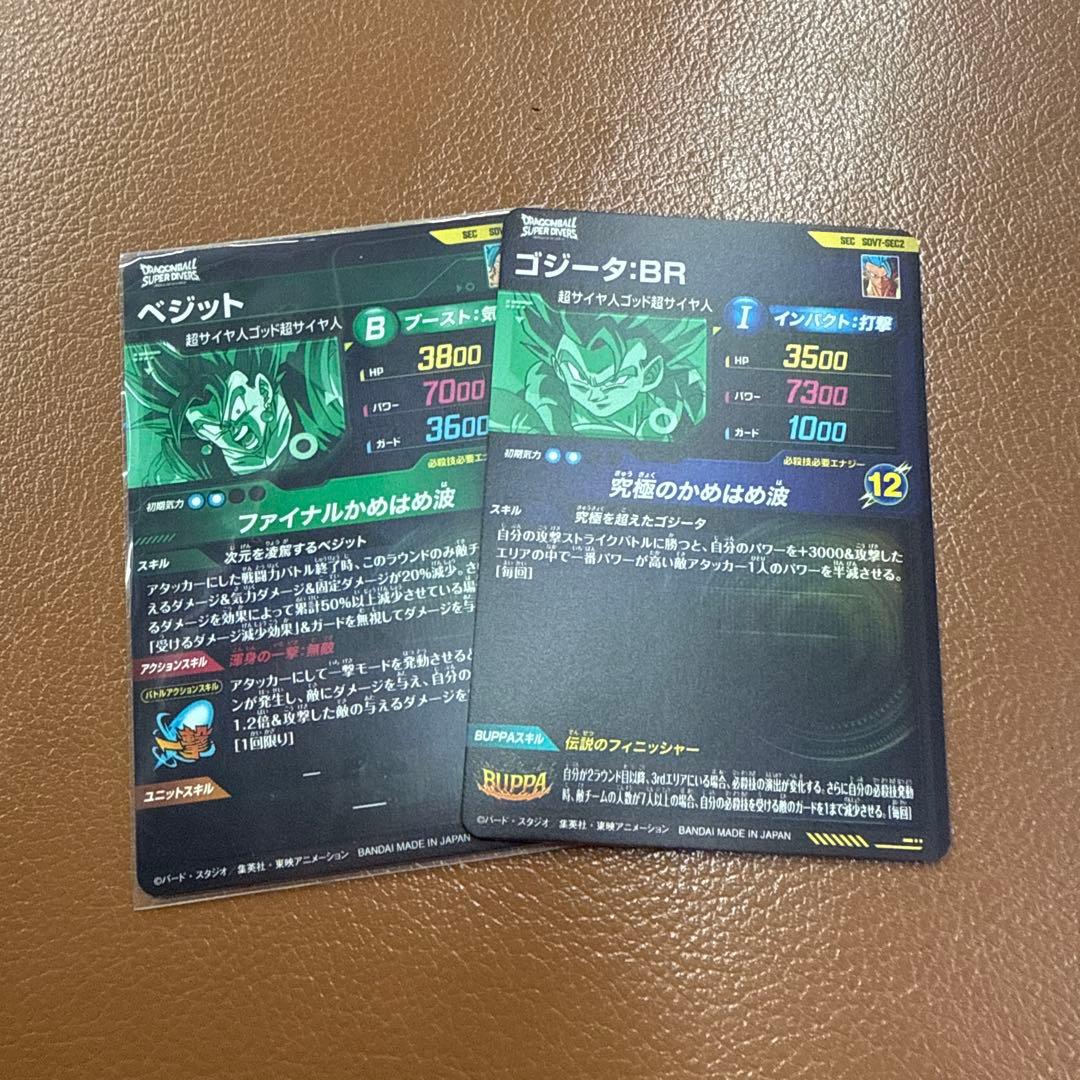 DRAGONBALL
SUPER DIVERS
SEC SDV
ベジット
超サイヤ人ゴッド超サイヤ人
B ブースト:気
HP 3800
パワー 7000
ガード 3600
必殺技必要エナ
初期気力
ファイナルかめはめ波
スキル
次元を凌駕するベジット
アタッカーにした戦闘力バトル終了時、このラウンドのみ敵チ
えるダメージ&気力ダメージ&固定ダメージが20%減少。さ
るダメージを効果によって累計50%以上減少させている場
「受けるダメージ減少効果」&ガードを無視してダメージを与
アクションスキル
渾身の一撃:無敵
バトルアクションスキル
一撃
アタッカーにして一撃モードを発動させると
ンが発生し、敵にダメージを与え、自分の
1.2倍&攻撃した敵の与えるダメージを
[1回限り]
ー
ユニットスキル
ー
©バード・スタジオ/集英社・東映アニメーション BANDAI MADE IN JAPAN
DRAGONBALL
SUPER DIVERS
SEC SDV7-SEC2
ゴジータ:BR
超サイヤ人ゴッド超サイヤ人
I インパクト:打撃
HP 3500
パワー 7300
ガード 1000
必殺技必要エナジー
12
初期気力
究極のかめはめ波
スキル
究極を超えたゴジータ
自分の攻撃ストライクバトルに勝つと、自分のパワーを+3000&攻撃した
エリアの中で一番パワーが高い敵アタッカー1人のパワーを半減させる。
[毎回]
BUPPAスキル
伝説のフィニッシャー
BUPPA
自分が2ラウンド目以降、3rdエリアにいる場合、必殺技の演出が変化する。さらに自分の必殺技発動
時、敵チームの人数が7人以上の場合、自分の必殺技を受ける敵のガードを1まで減少させる。[毎回]
©バード・スタジオ/集英社・東映アニメーション BANDAI MADE IN JAPAN